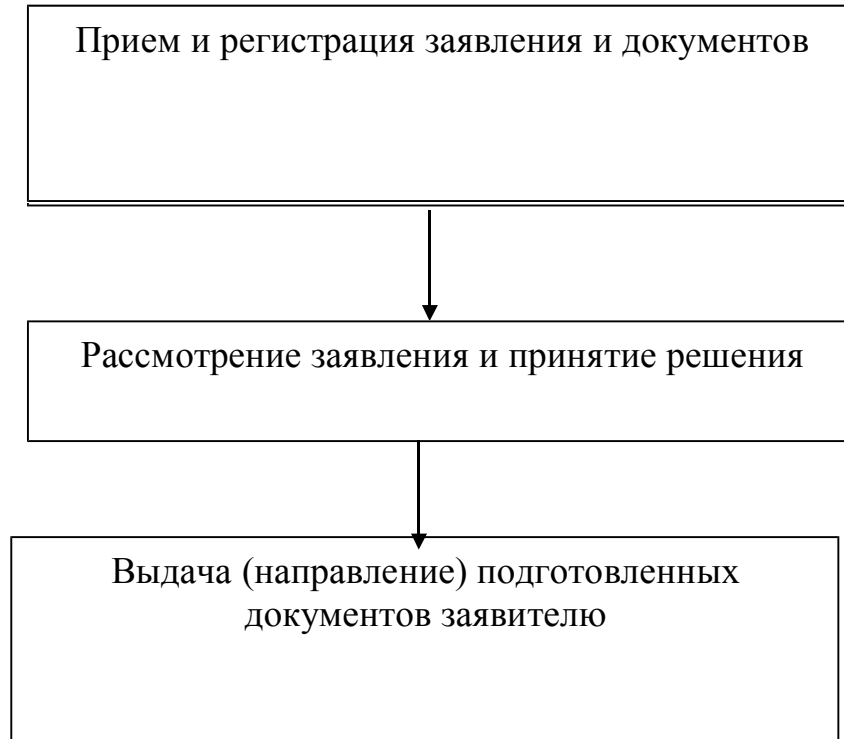 Прием и регистрация заявления и документов
Рассмотрение заявления и принятие решения
Выдача (направление) подготовленных
документов заявителю